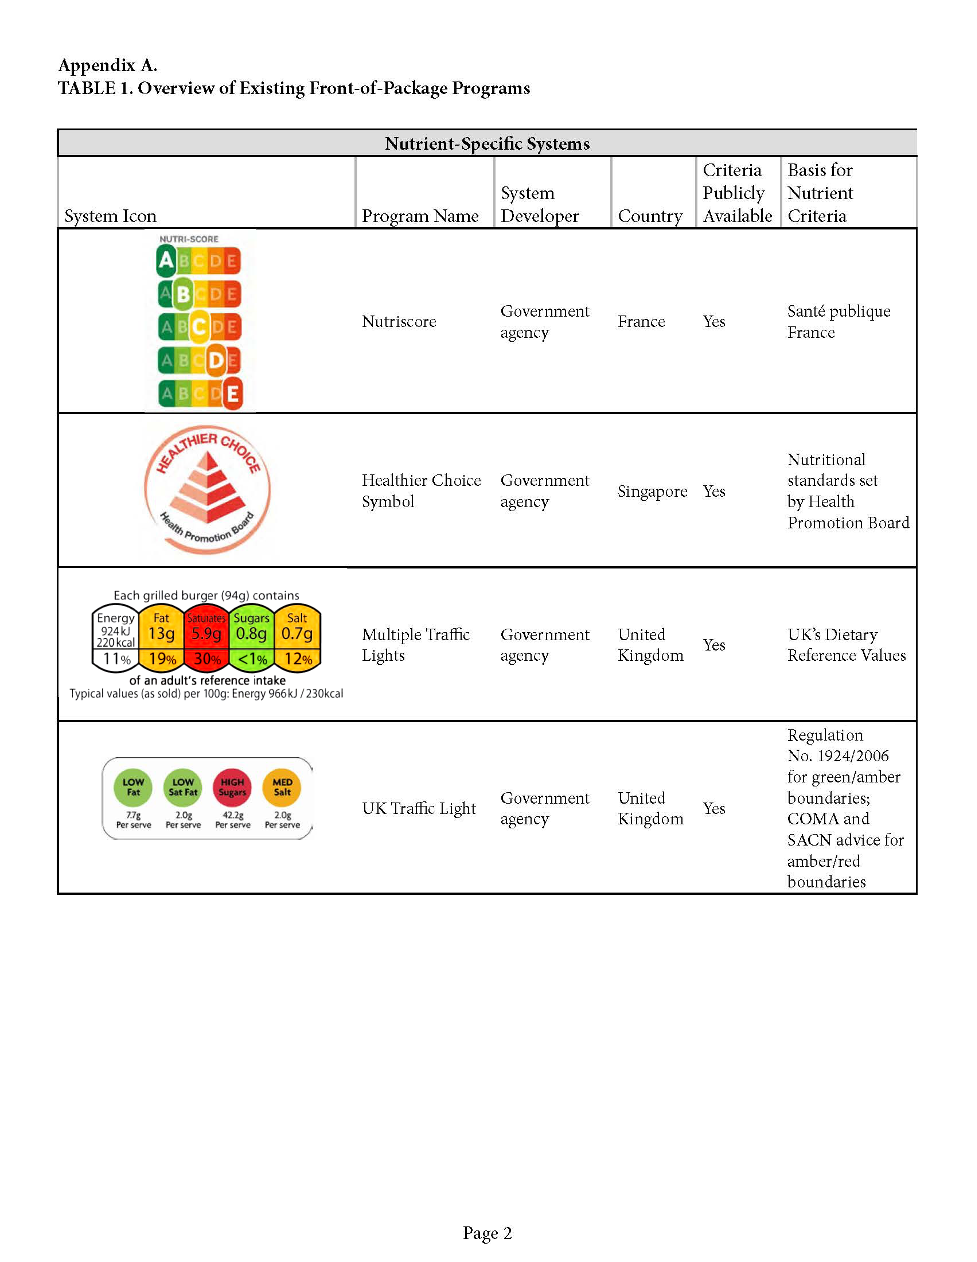 Appendix A.
TABLE 1. Overview of Existing Front-of-Package Programs
Nutrient-Specific Systems
System Icon
Program Name
System
Developer
Country
Criteria
Publicly
Available
Basis for
Nutrient
Criteria
NUTRI-SCORE
A B C D E
A B C D E
A B C D E
A B C D E
A B C D E
Nutriscore
Government
agency
France
Yes
Santé publique
France
HEALTHIER CHOICE
Health Promotion Board
Healthier Choice
Symbol
Government
agency
Singapore
Yes
Nutritional
standards set
by Health
Promotion Board
Each grilled burger (94g) contains
Energy
924kJ
220kcal
11%
Fat
13g
19%
Saturates
5.9g
30%
Sugars
0.8g
<1%
Salt
0.7g
12%
of an adult's reference intake
Typical values (as sold) per 100g: Energy 966kJ / 230kcal
Multiple Traffic
Lights
Government
agency
United
Kingdom
Yes
UK's Dietary
Reference Values
LOW
Fat
7.7g
Per serve
LOW
Sat Fat
2.0g
Per serve
HIGH
Sugars
42.2g
Per serve
MED
Salt
2.0g
Per serve
UK Traffic Light
Government
agency
United
Kingdom
Yes
Regulation
No. 1924/2006
for green/amber
boundaries;
COMA and
SACN advice for
amber/red
boundaries
Page 2